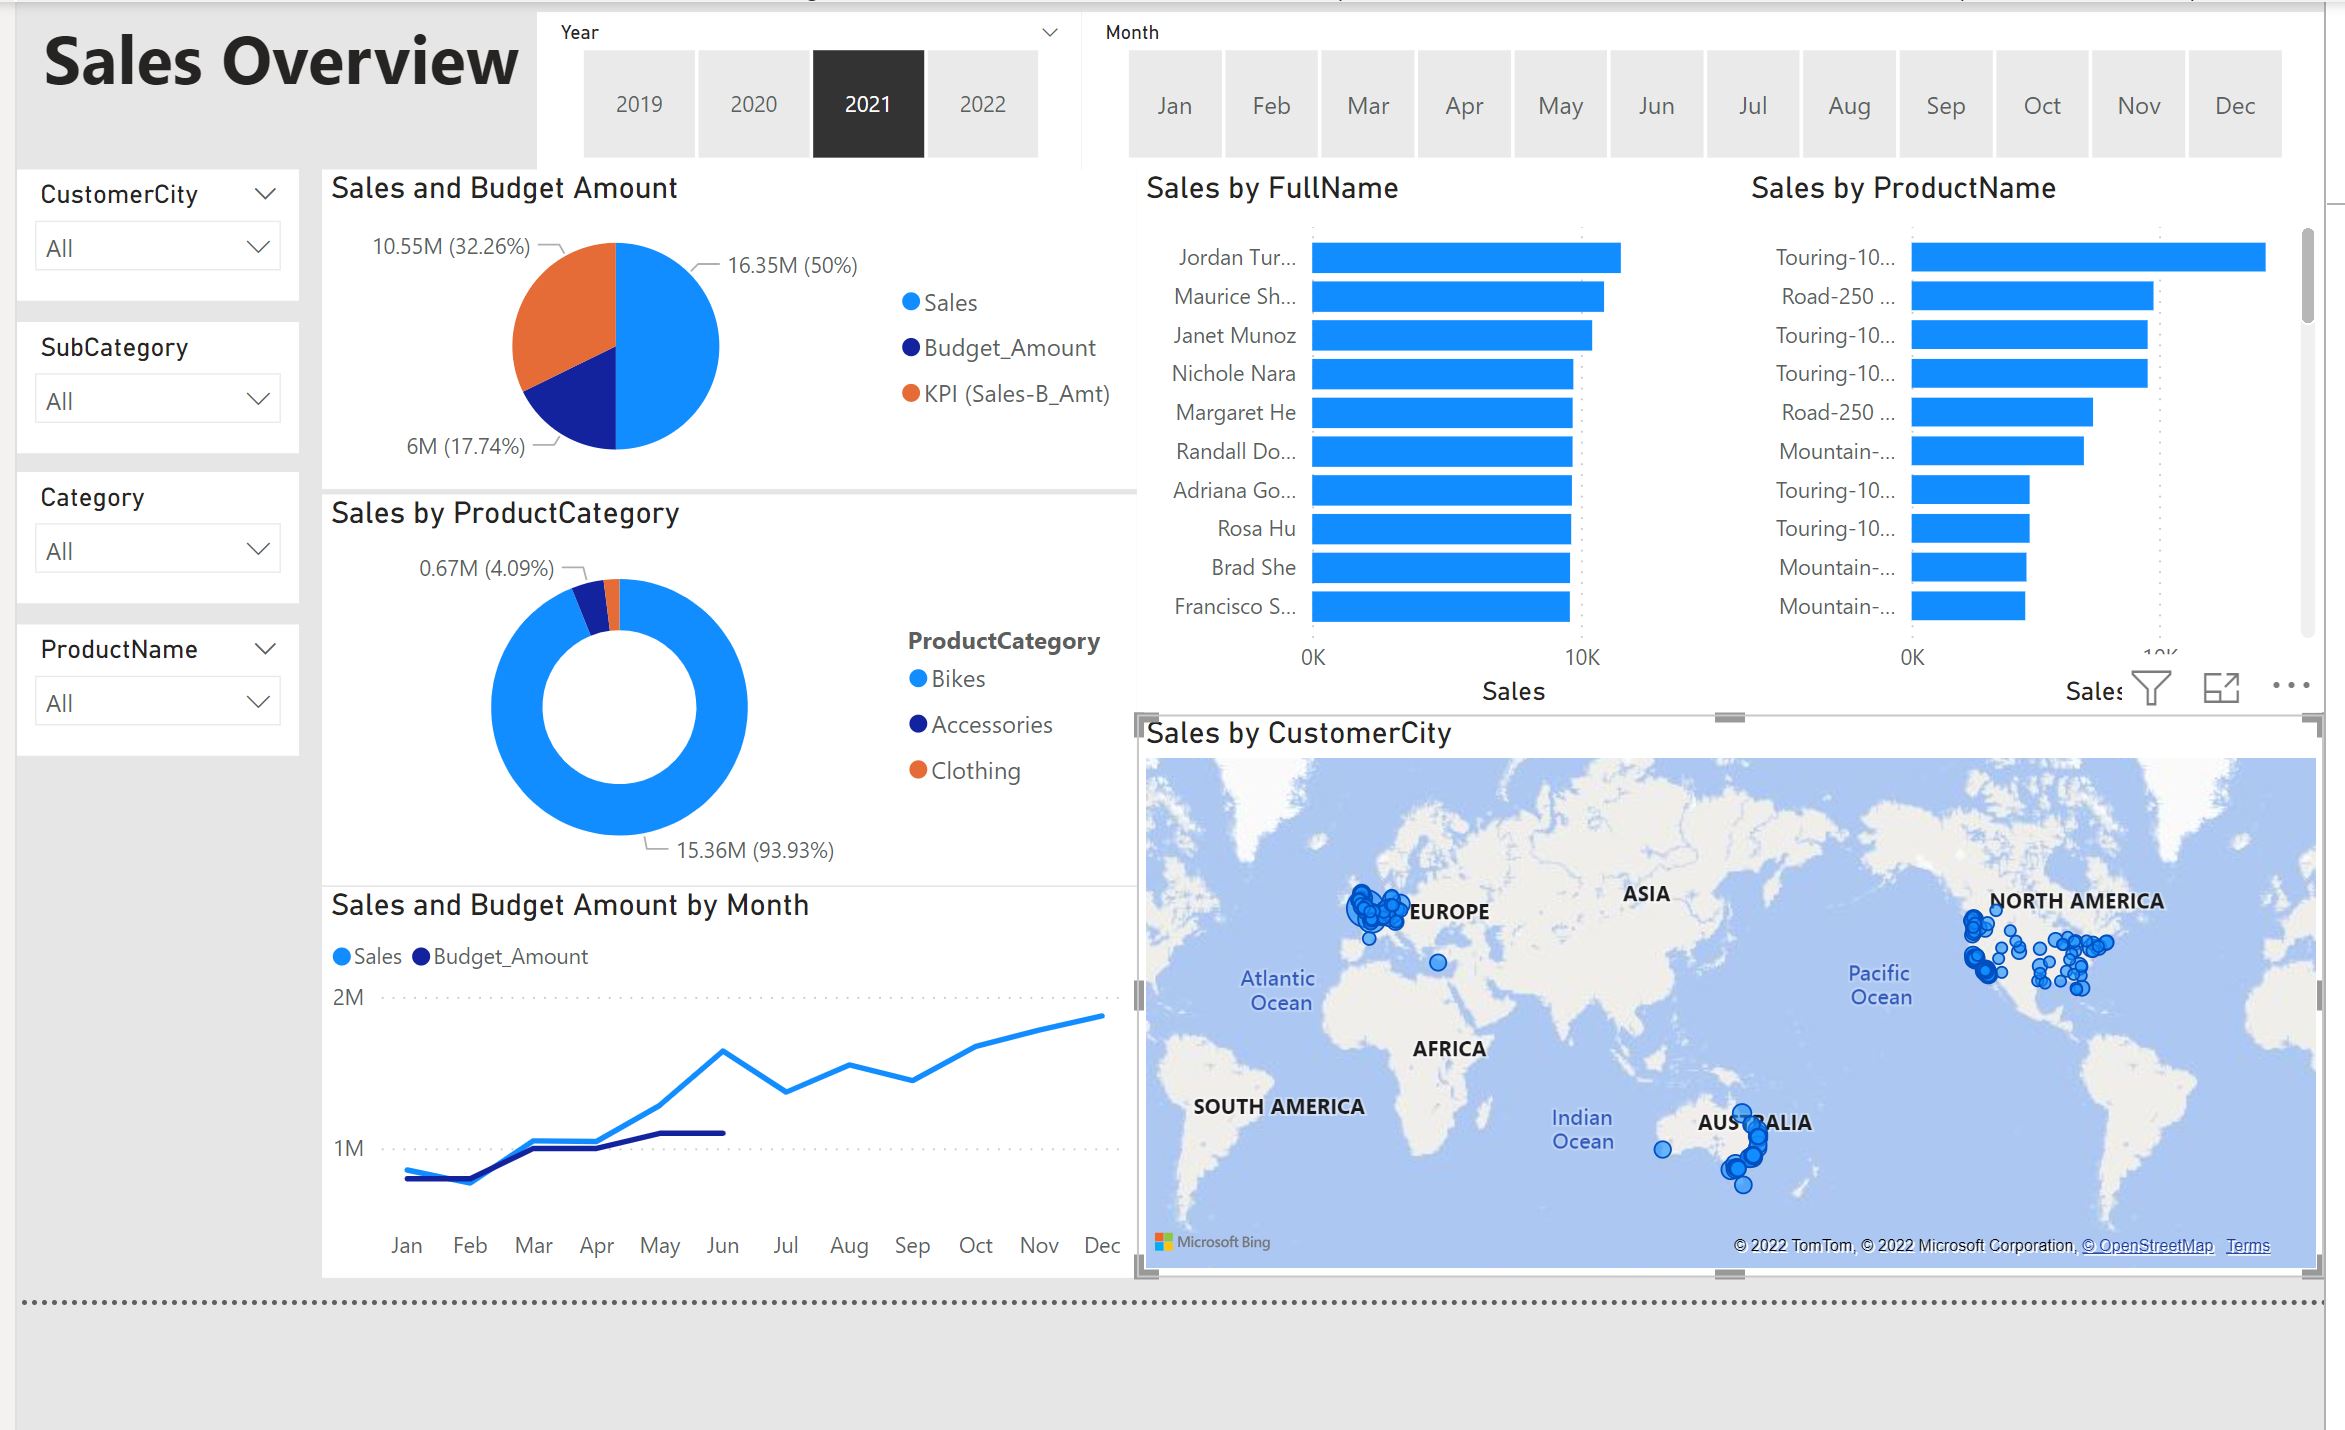 Sales Overview
Year
2019
2020
2021
2022
Month
Jan
Feb
Mar
Apr
May
Jun
Jul
Aug
Sep
Oct
Nov
Dec
CustomerCity
All
SubCategory
All
Category
All
ProductName
All
Sales and Budget Amount
10.55M (32.26%)
16.35M (50%)
6M (17.74%)
Sales
Budget_Amount
KPI (Sales-B_Amt)
Sales by ProductCategory
0.67M (4.09%)
15.36M (93.93%)
ProductCategory
Bikes
Accessories
Clothing
Sales and Budget Amount by Month
Sales
Budget_Amount
2M
1M
Jan
Feb
Mar
Apr
May
Jun
Jul
Aug
Sep
Oct
Nov
Dec
Sales by FullName
Jordan Tur...
Maurice Sh...
Janet Munoz
Nichole Nara
Margaret He
Randall Do...
Adriana Go...
Rosa Hu
Brad She
Francisco S...
0K
10K
Sales
Sales by ProductName
Touring-10...
Road-250 ...
Touring-10...
Touring-10...
Road-250 ...
Mountain-...
Touring-10...
Touring-10...
Mountain-...
Mountain-...
0K
10K
Sales
Sales by CustomerCity
ASIA
NORTH AMERICA
EUROPE
Atlantic
Ocean
Pacific
Ocean
AFRICA
SOUTH AMERICA
Indian
Ocean
AUSTRALIA
Microsoft Bing
© 2022 TomTom, © 2022 Microsoft Corporation, © OpenStreetMap Terms